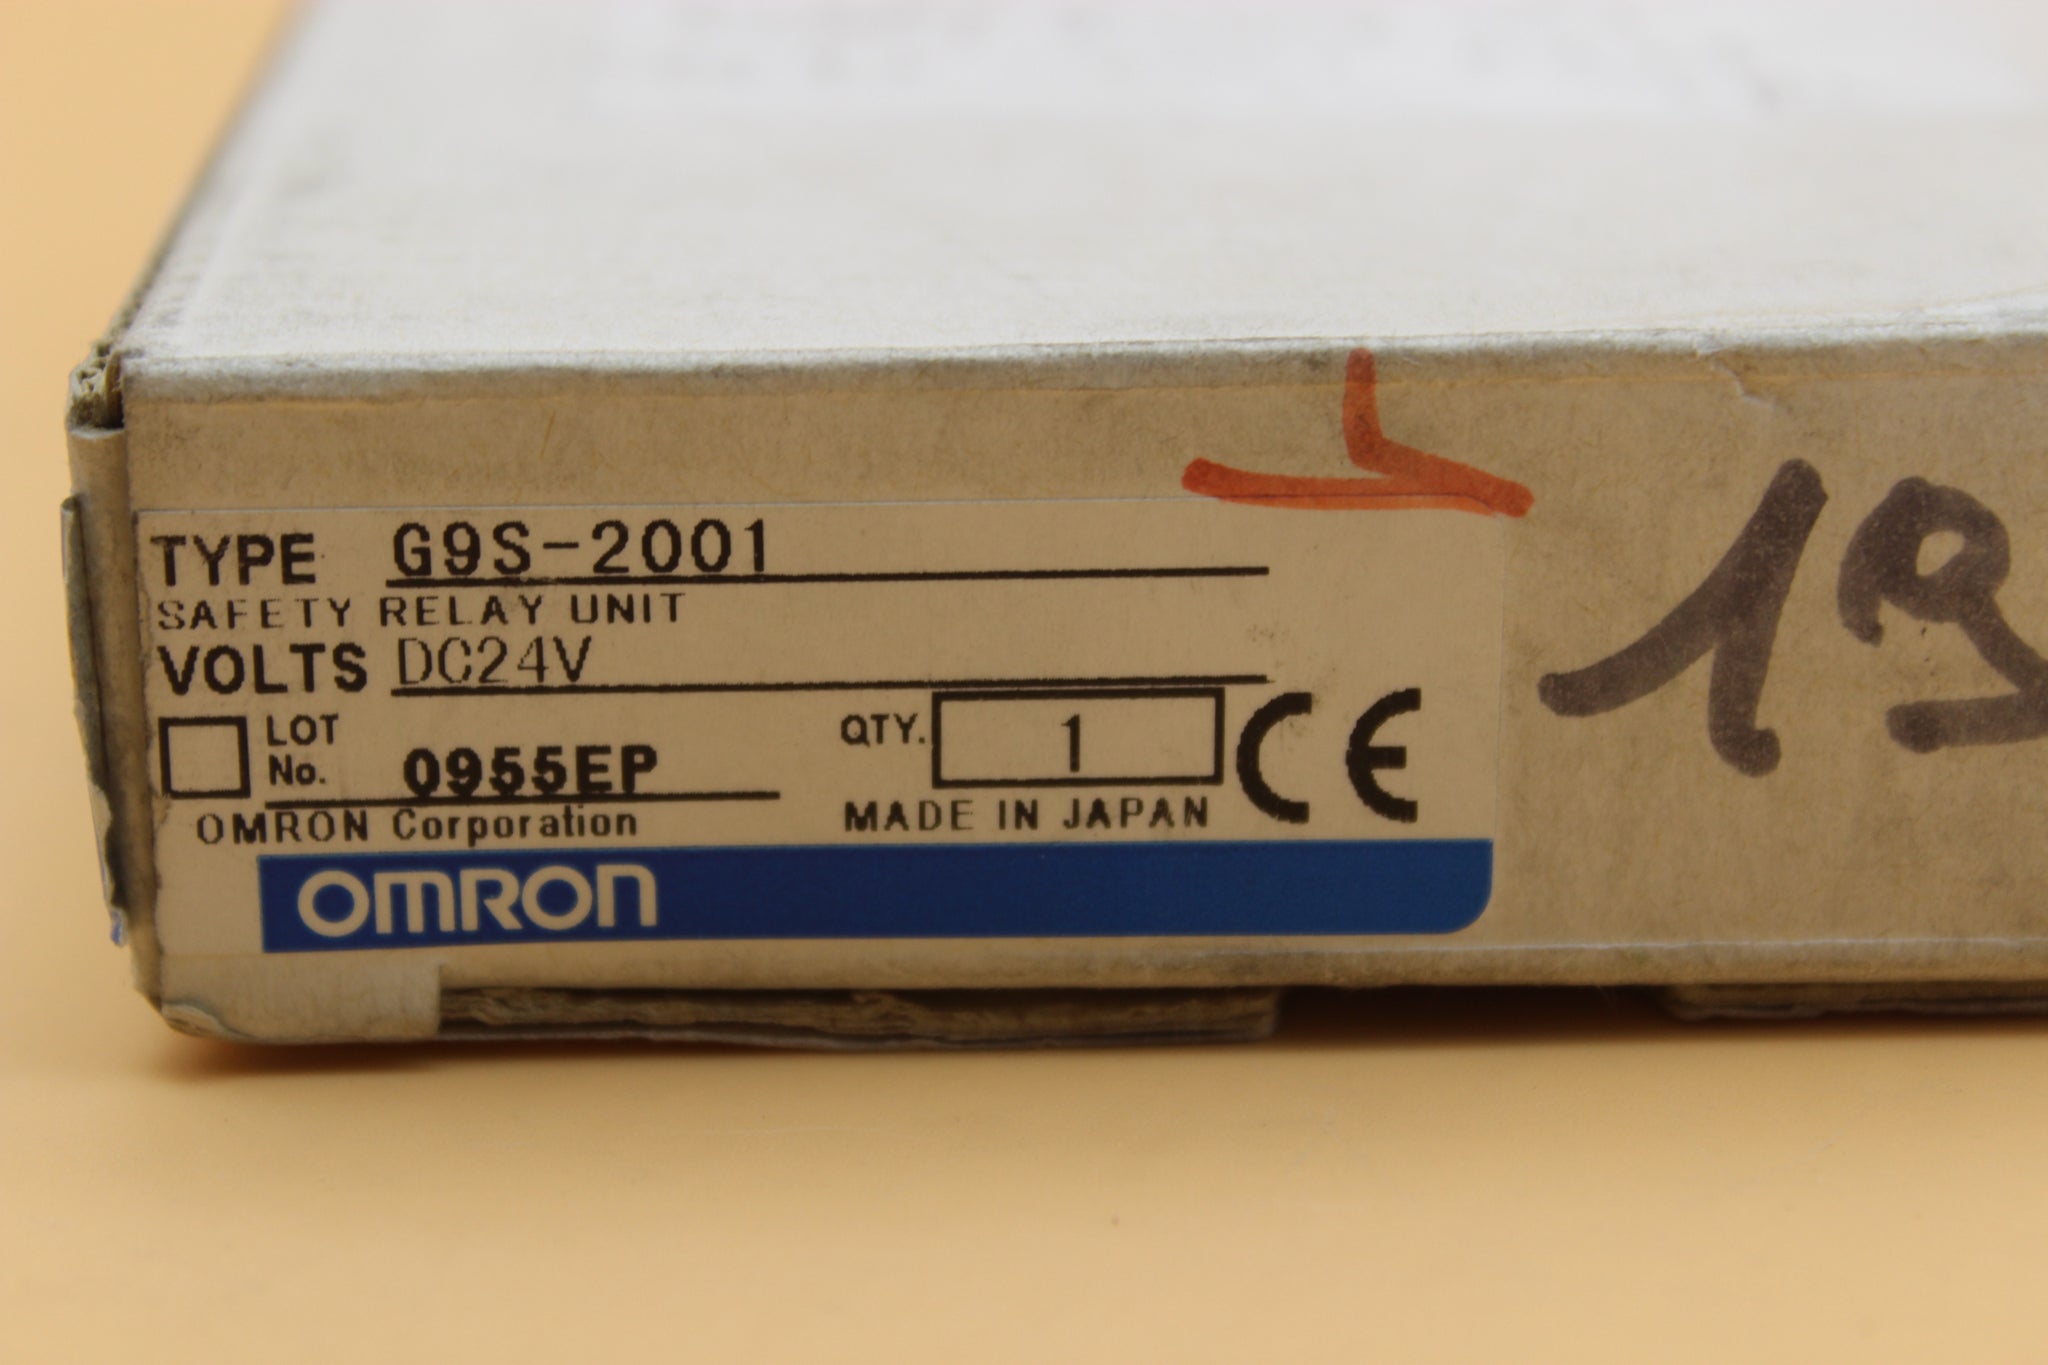 TYPE G9S-2001
SAFETY RELAY UNIT
VOLTS DC24V
LOT No. 0955EP QTY. 1 CE
OMRON Corporation MADE IN JAPAN
OMRON
19